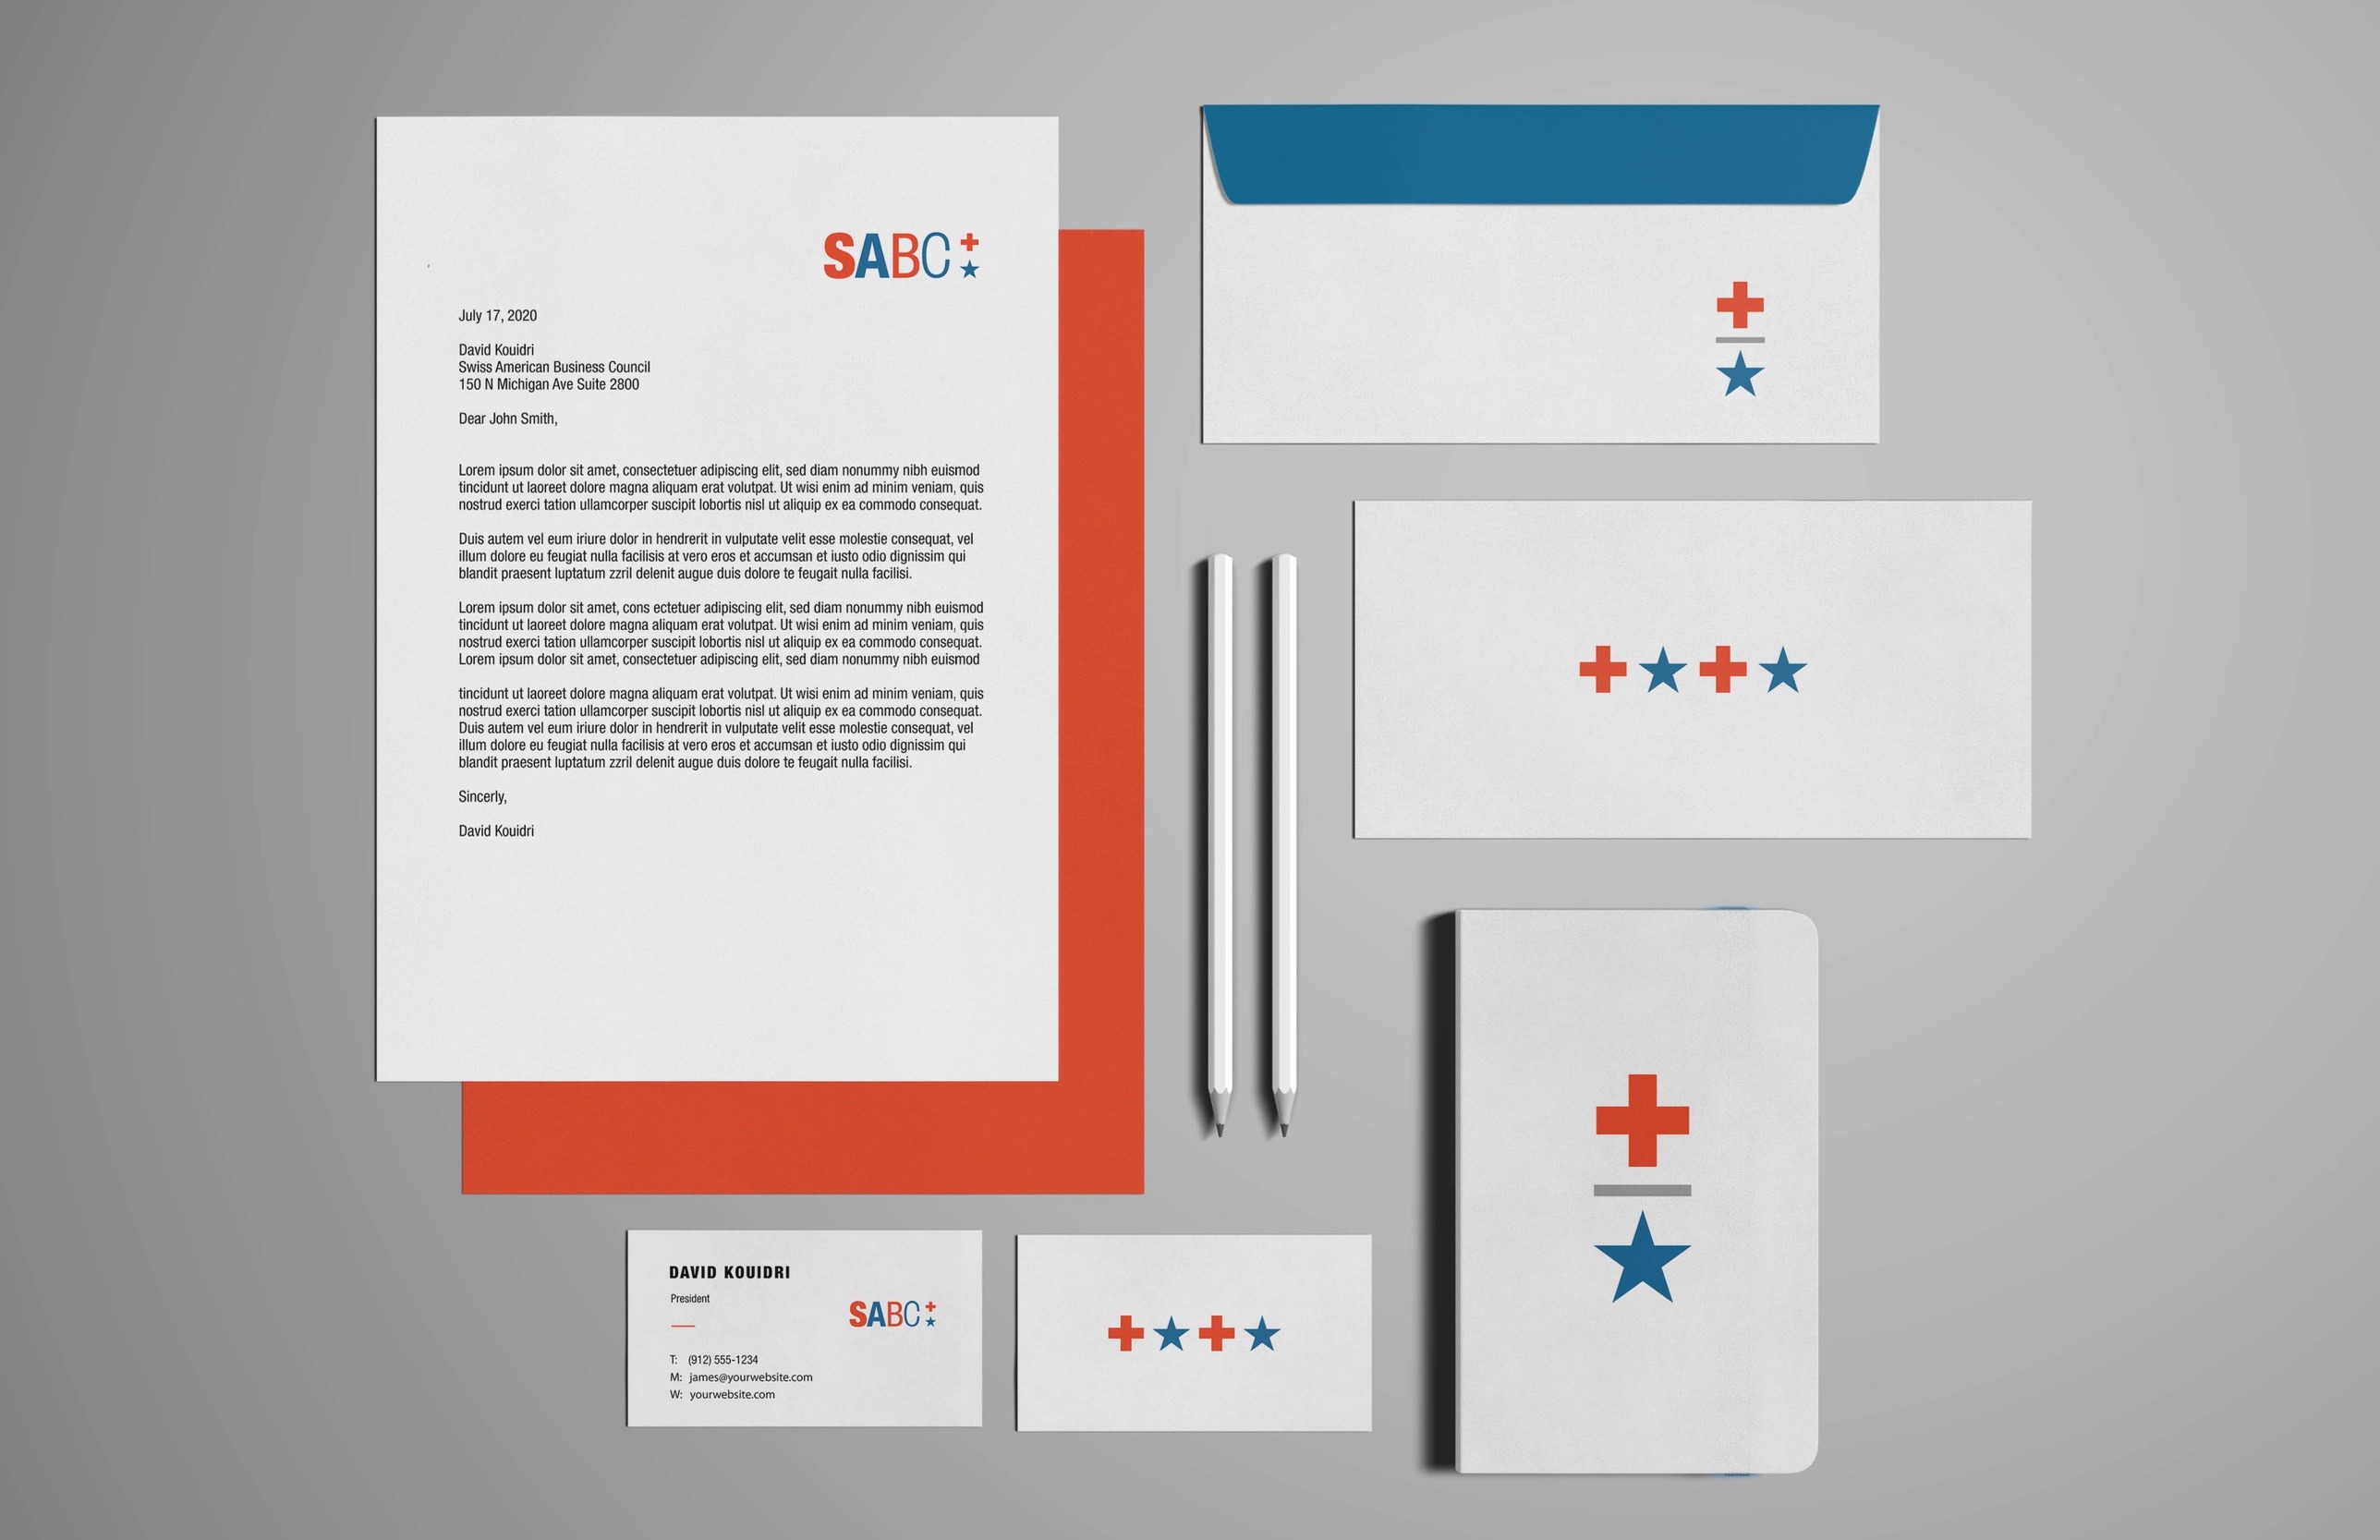 SABC
July 17, 2020
David Kouidri
Swiss American Business Council
150 N Michigan Ave Suite 2800
Dear John Smith,
Lorem ipsum dolor sit amet, consectetuer adipiscing elit, sed diam nonummy nibh euismod
tincidunt ut laoreet dolore magna aliquam erat volutpat. Ut wisi enim ad minim veniam, quis
nostrud exerci tation ullamcorper suscipit lobortis nisl ut aliquip ex ea commodo consequat.
Duis autem vel eum iriure dolor in hendrerit in vulputate velit esse molestie consequat, vel
illum dolore eu feugiat nulla facilisis at vero eros et accumsan et iusto odio dignissim qui
blandit praesent luptatum zzril delenit augue duis dolore te feugait nulla facilisi.
Lorem ipsum dolor sit amet, cons ectetuer adipiscing elit, sed diam nonummy nibh euismod
tincidunt ut laoreet dolore magna aliquam erat volutpat. Ut wisi enim ad minim veniam, quis
nostrud exerci tation ullamcorper suscipit lobortis nisl ut aliquip ex ea commodo consequat.
Lorem ipsum dolor sit amet, consectetuer adipiscing elit, sed diam nonummy nibh euismod
tincidunt ut laoreet dolore magna aliquam erat volutpat. Ut wisi enim ad minim veniam, quis
nostrud exerci tation ullamcorper suscipit lobortis nisl ut aliquip ex ea commodo consequat.
Duis autem vel eum iriure dolor in hendrerit in vulputate velit esse molestie consequat, vel
illum dolore eu feugiat nulla facilisis at vero eros et accumsan et iusto odio dignissim qui
blandit praesent luptatum zzril delenit augue duis dolore te feugait nulla facilisi.
Sincerly,
David Kouidri
DAVID KOUIDRI
President
SABC
T: (912) 555-1234
M: james@yourwebsite.com
W: yourwebsite.com